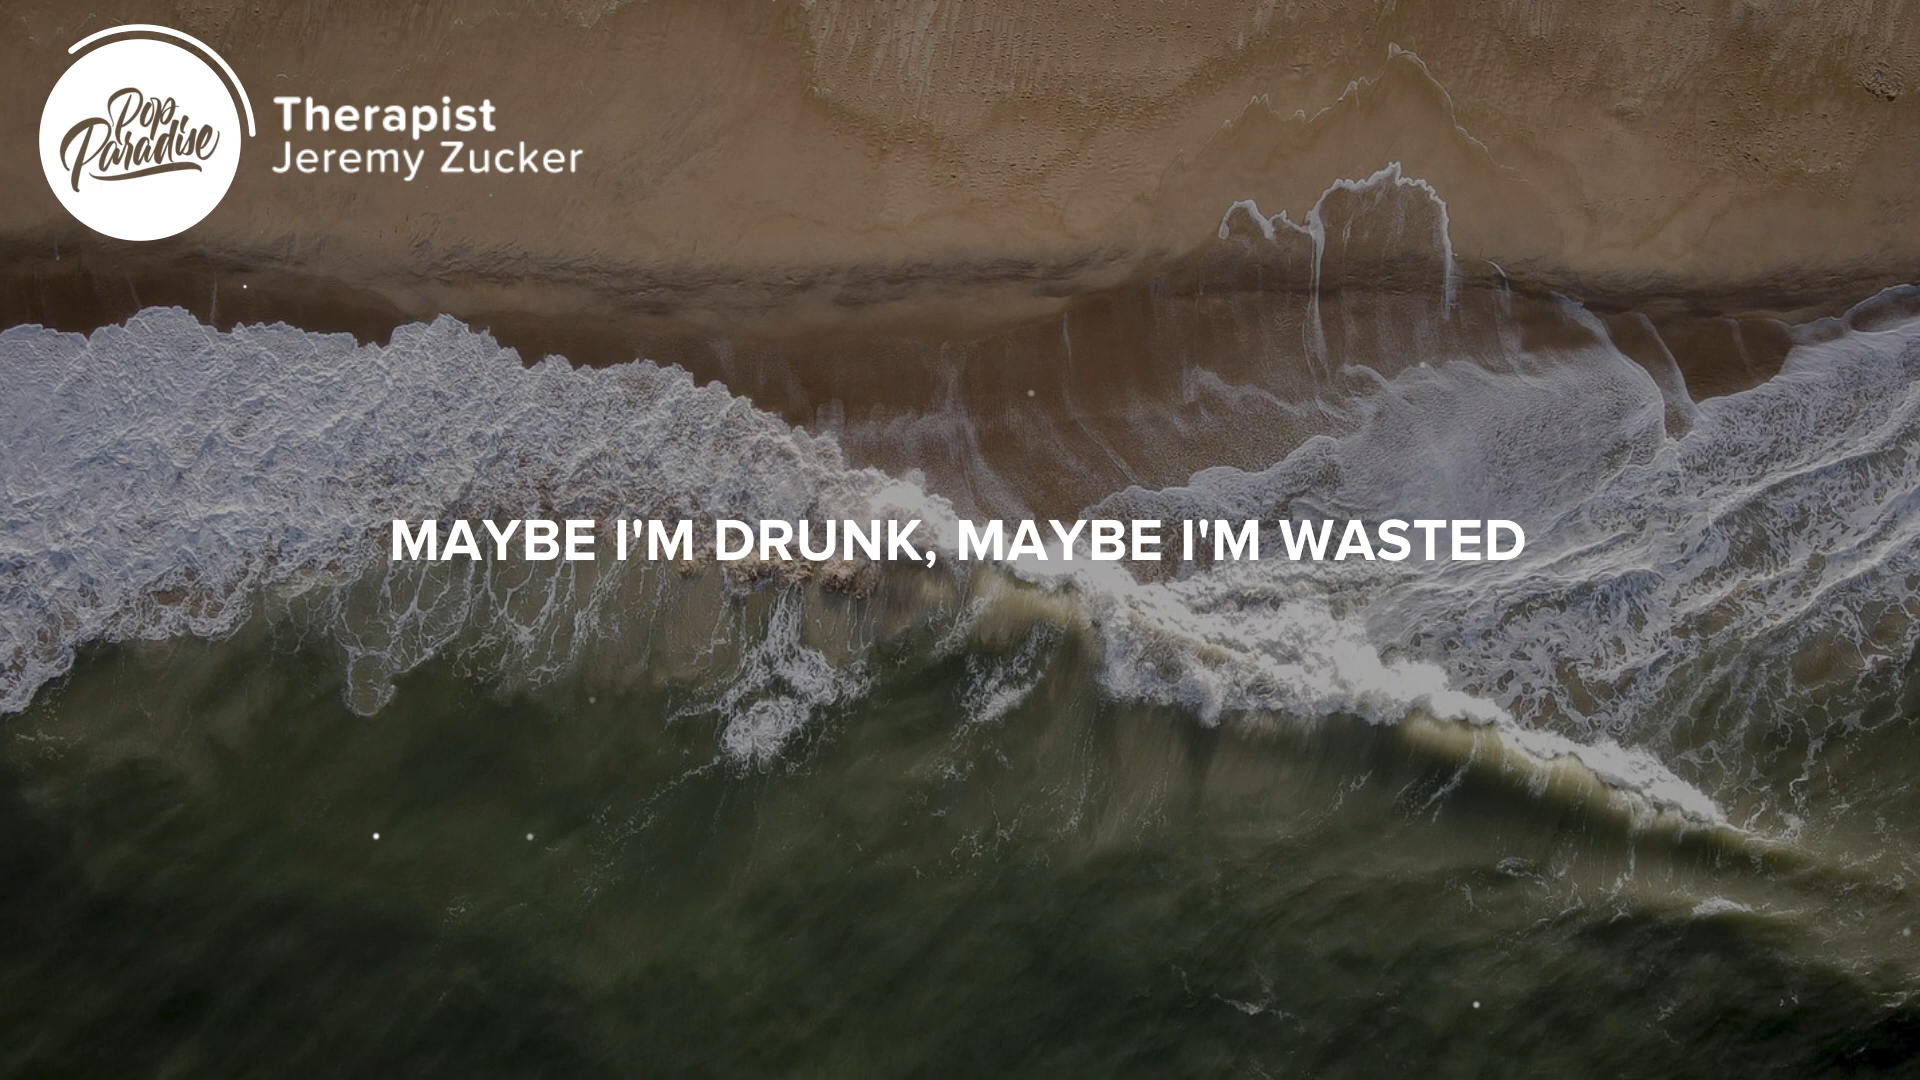 Pop
Paradise
Therapist
Jeremy Zucker
MAYBE I'M DRUNK, MAYBE I'M WASTED